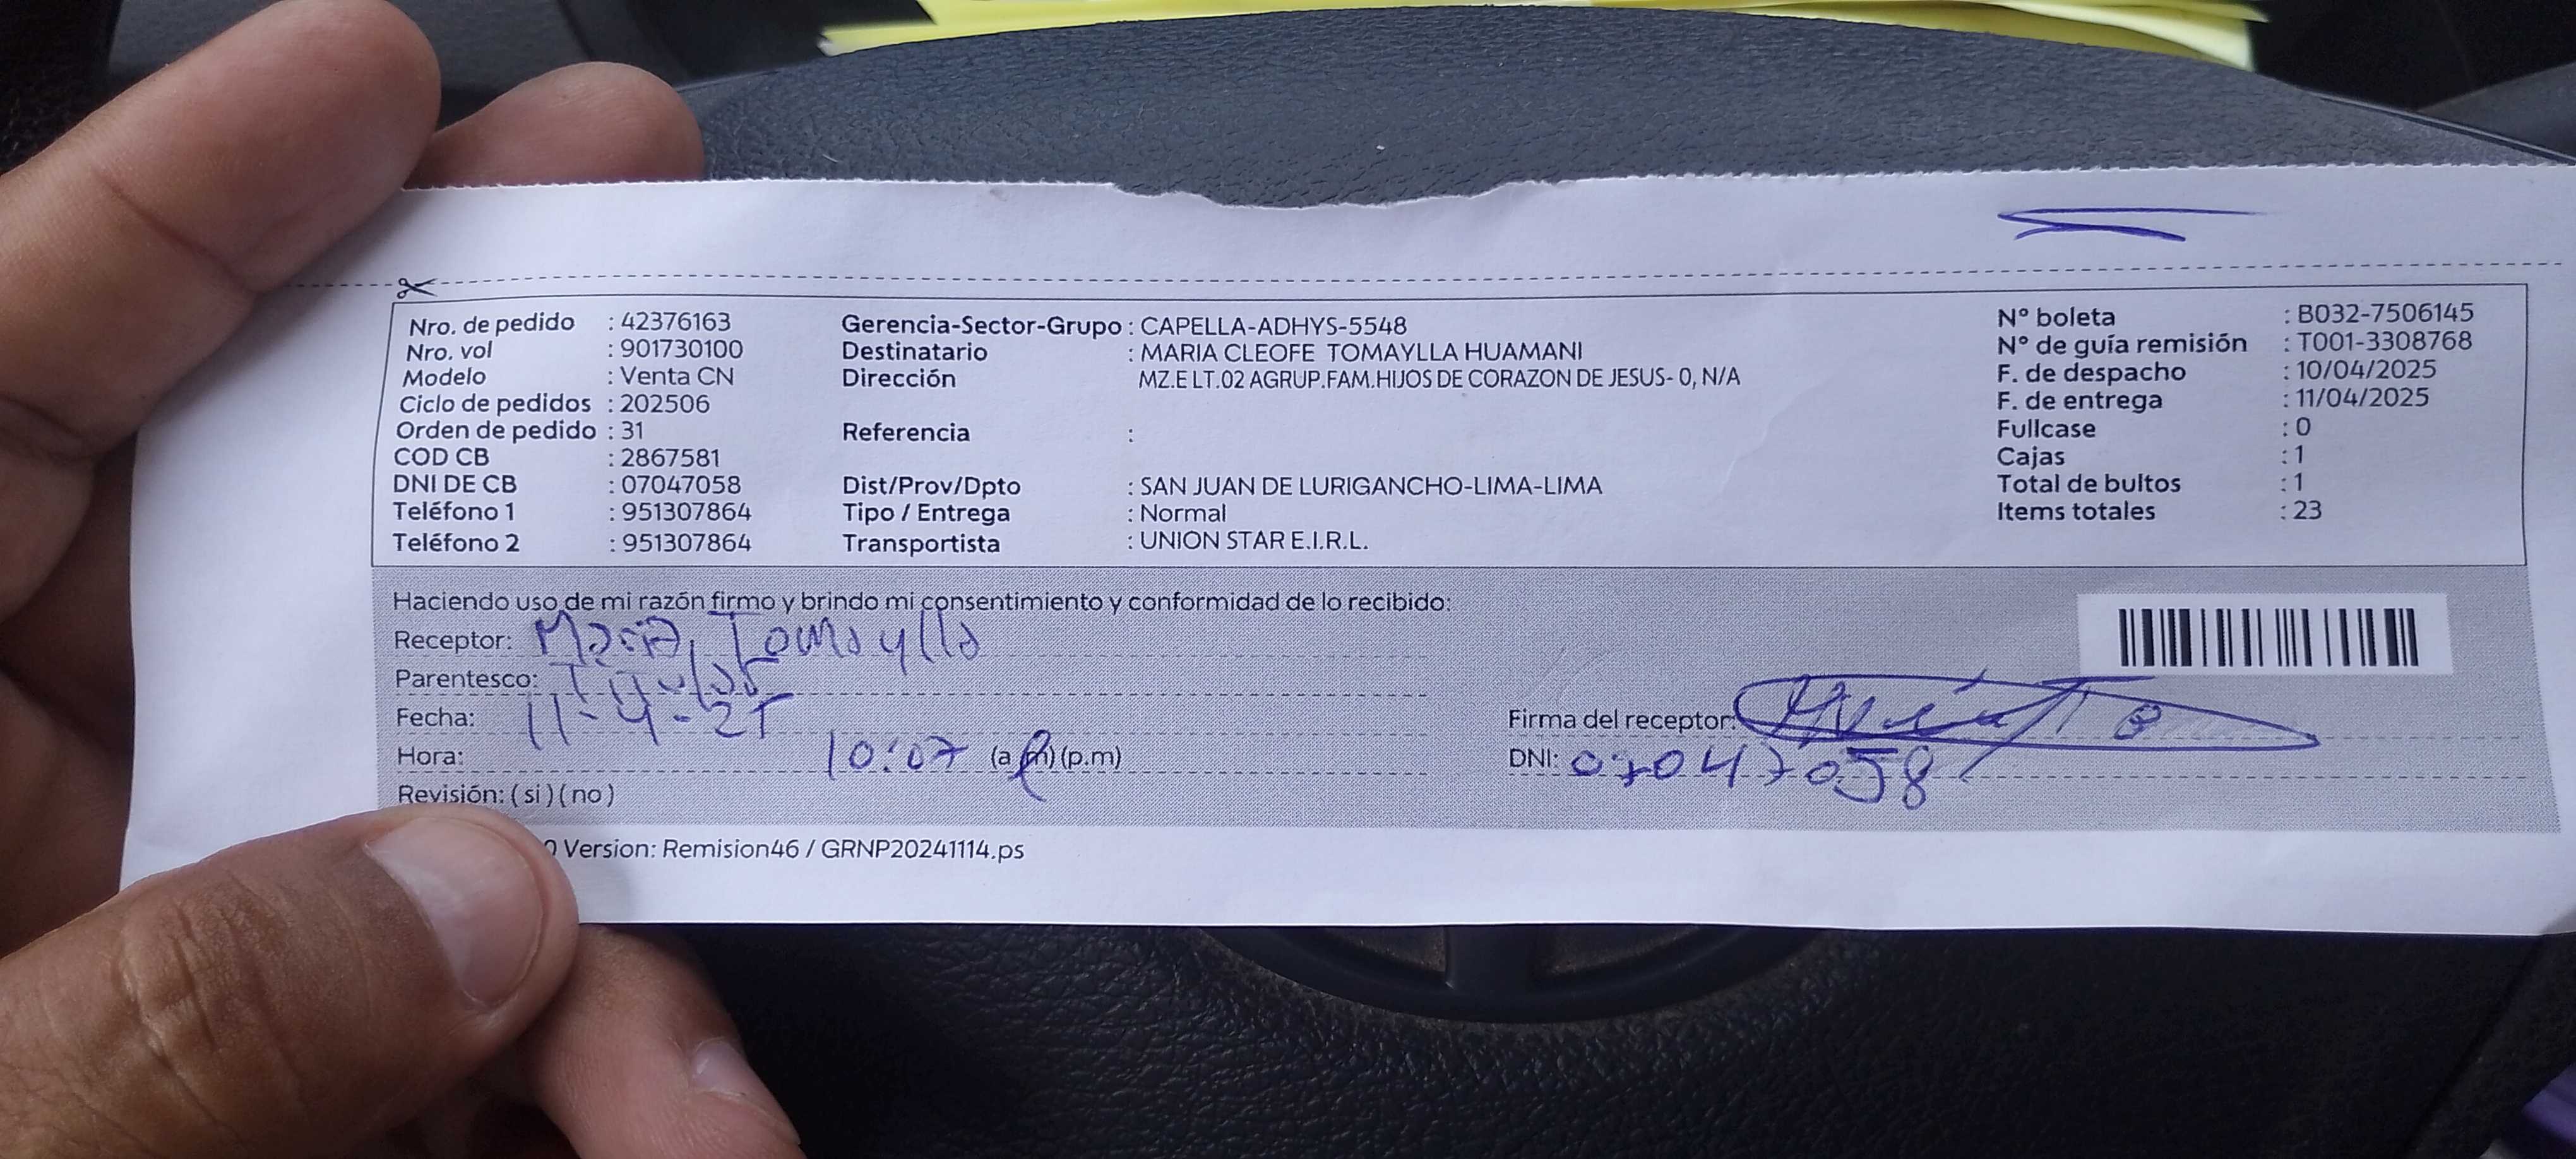 Nro. de pedido : 42376163
Nro. vol : 901730100
Modelo : Venta CN
Ciclo de pedidos : 202506
Orden de pedido : 31
COD CB : 2867581
DNI DE CB : 07047058
Teléfono 1 : 951307864
Teléfono 2 : 951307864
Gerencia-Sector-Grupo : CAPELLA-ADHYS-5548
Destinatario : MARIA CLEOFE TOMAYLLA HUAMANI
Dirección MZ.E LT.02 AGRUP.FAM.HIJOS DE CORAZON DE JESUS- 0, N/A
Referencia :
Dist/Prov/Dpto : SAN JUAN DE LURIGANCHO-LIMA-LIMA
Tipo / Entrega : Normal
Transportista : UNION STAR E.I.R.L.
N° boleta : B032-7506145
N° de guía remisión : T001-3308768
F. de despacho : 10/04/2025
F. de entrega : 11/04/2025
Fullcase : 0
Cajas : 1
Total de bultos : 1
Items totales : 23
Haciendo uso de mi razón firmo y brindo mi consentimiento y conformidad de lo recibido:
Receptor: Maria Tomaylla
Parentesco: Titular
Fecha: 11-4-25
Hora: 10:07 (a.m)(p.m)
Revisión: (si)(no)
Firma del receptor:
DNI: 07047058
Version: Remision46 / GRNP20241114.ps